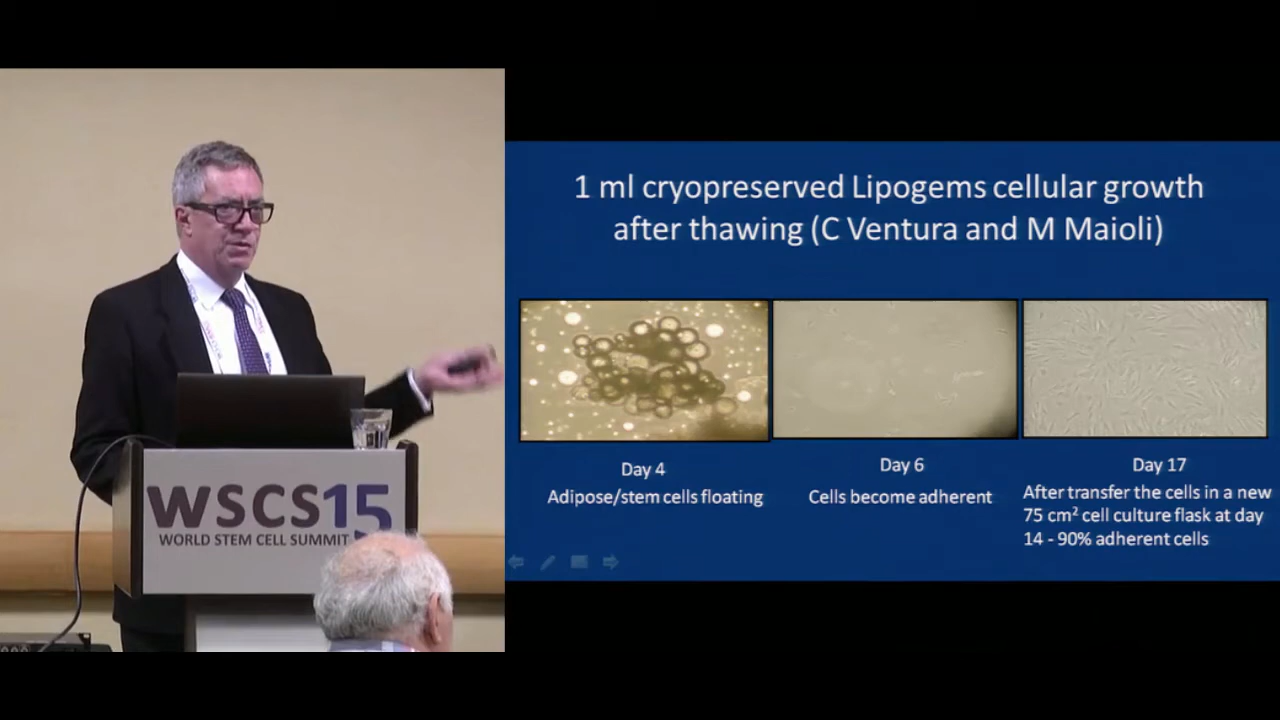 WSCS15
WORLD STEM CELL SUMMIT
1 ml cryopreserved Lipogems cellular growth
after thawing (C Ventura and M Maioli)
Day 4
Adipose/stem cells floating
Day 6
Cells become adherent
Day 17
After transfer the cells in a new
75 cm² cell culture flask at day
14 - 90% adherent cells